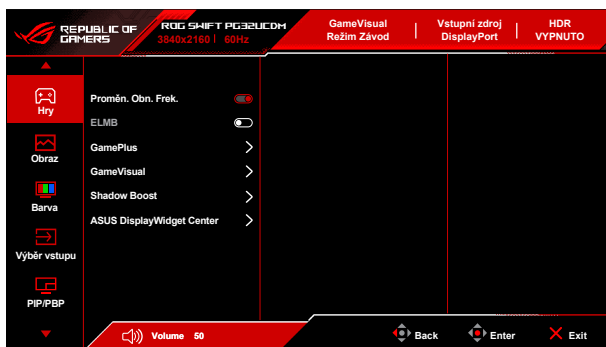 REPUBLIC OF
GAMERS
ROG SWIFT PG32UCDM
3840x2160 | 60Hz
GameVisual
Režim Závod
Vstupní zdroj
DisplayPort
HDR
VYPNUTO
Hry
Obraz
Barva
Výběr vstupu
PIP/PBP
Proměn. Obn. Frek.
ELMB
GamePlus
GameVisual
Shadow Boost
ASUS DisplayWidget Center
Volume 50
Back
Enter
Exit